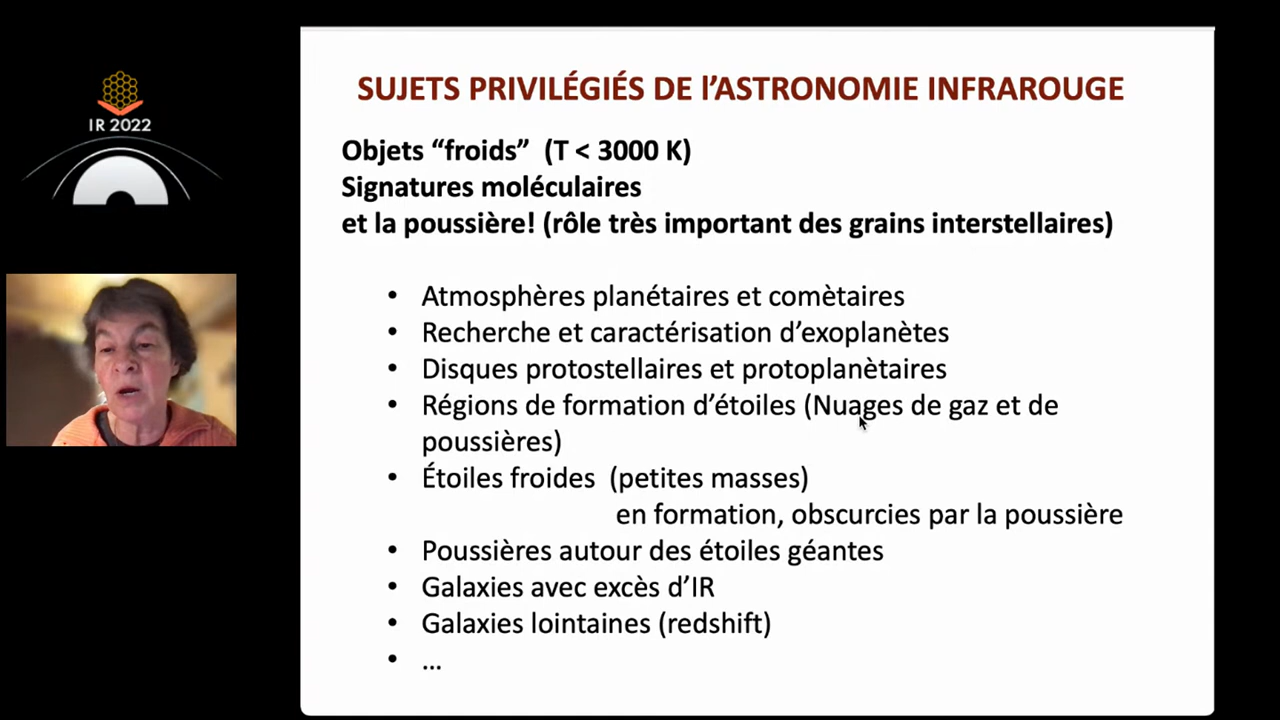 IR 2022
SUJETS PRIVILÉGIÉS DE l’ASTRONOMIE INFRAROUGE
Objets “froids”  (T < 3000 K)
Signatures moléculaires
et la poussière! (rôle très important des grains interstellaires)
• Atmosphères planétaires et comètaires
• Recherche et caractérisation d’exoplanètes
• Disques protostellaires et protoplanètaires
• Régions de formation d’étoiles (Nuages de gaz et de
poussières)
• Étoiles froides  (petites masses)
en formation, obscurcies par la poussière
• Poussières autour des étoiles géantes
• Galaxies avec excès d’IR
• Galaxies lointaines (redshift)
• ...